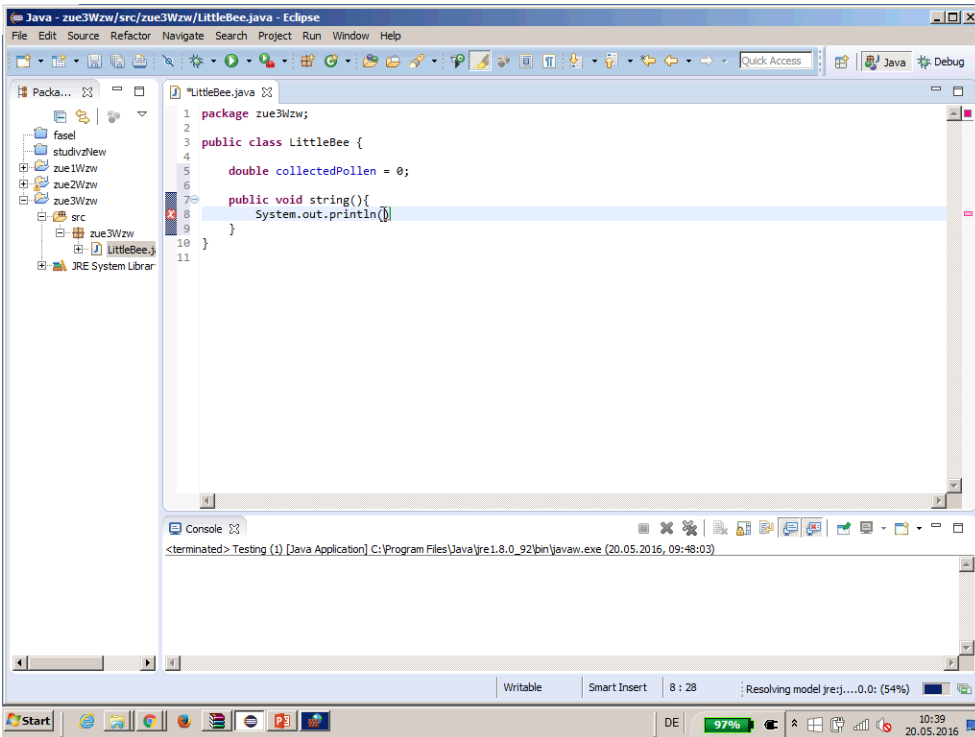 Java - zue3Wzw/src/zue3Wzw/LittleBee.java - Eclipse
File Edit Source Refactor Navigate Search Project Run Window Help
Quick Access Java Debug
Packa...
*LittleBee.java
fasel
studivzNew
zue1Wzw
zue2Wzw
zue3Wzw
src
zue3Wzw
LittleBee.j
JRE System Librar
1 package zue3Wzw;
2
3 public class LittleBee {
4
5 double collectedPollen = 0;
6
7 public void string(){
8 System.out.println()
9 }
10 }
11
Console
<terminated> Testing (1) [Java Application] C:\Program Files\Java\jre1.8.0_92\bin\javaw.exe (20.05.2016, 09:48:03)
Writable Smart Insert 8 : 28 Resolving model jre:j....0.0: (54%)
Start DE 97% 10:39
20.05.2016